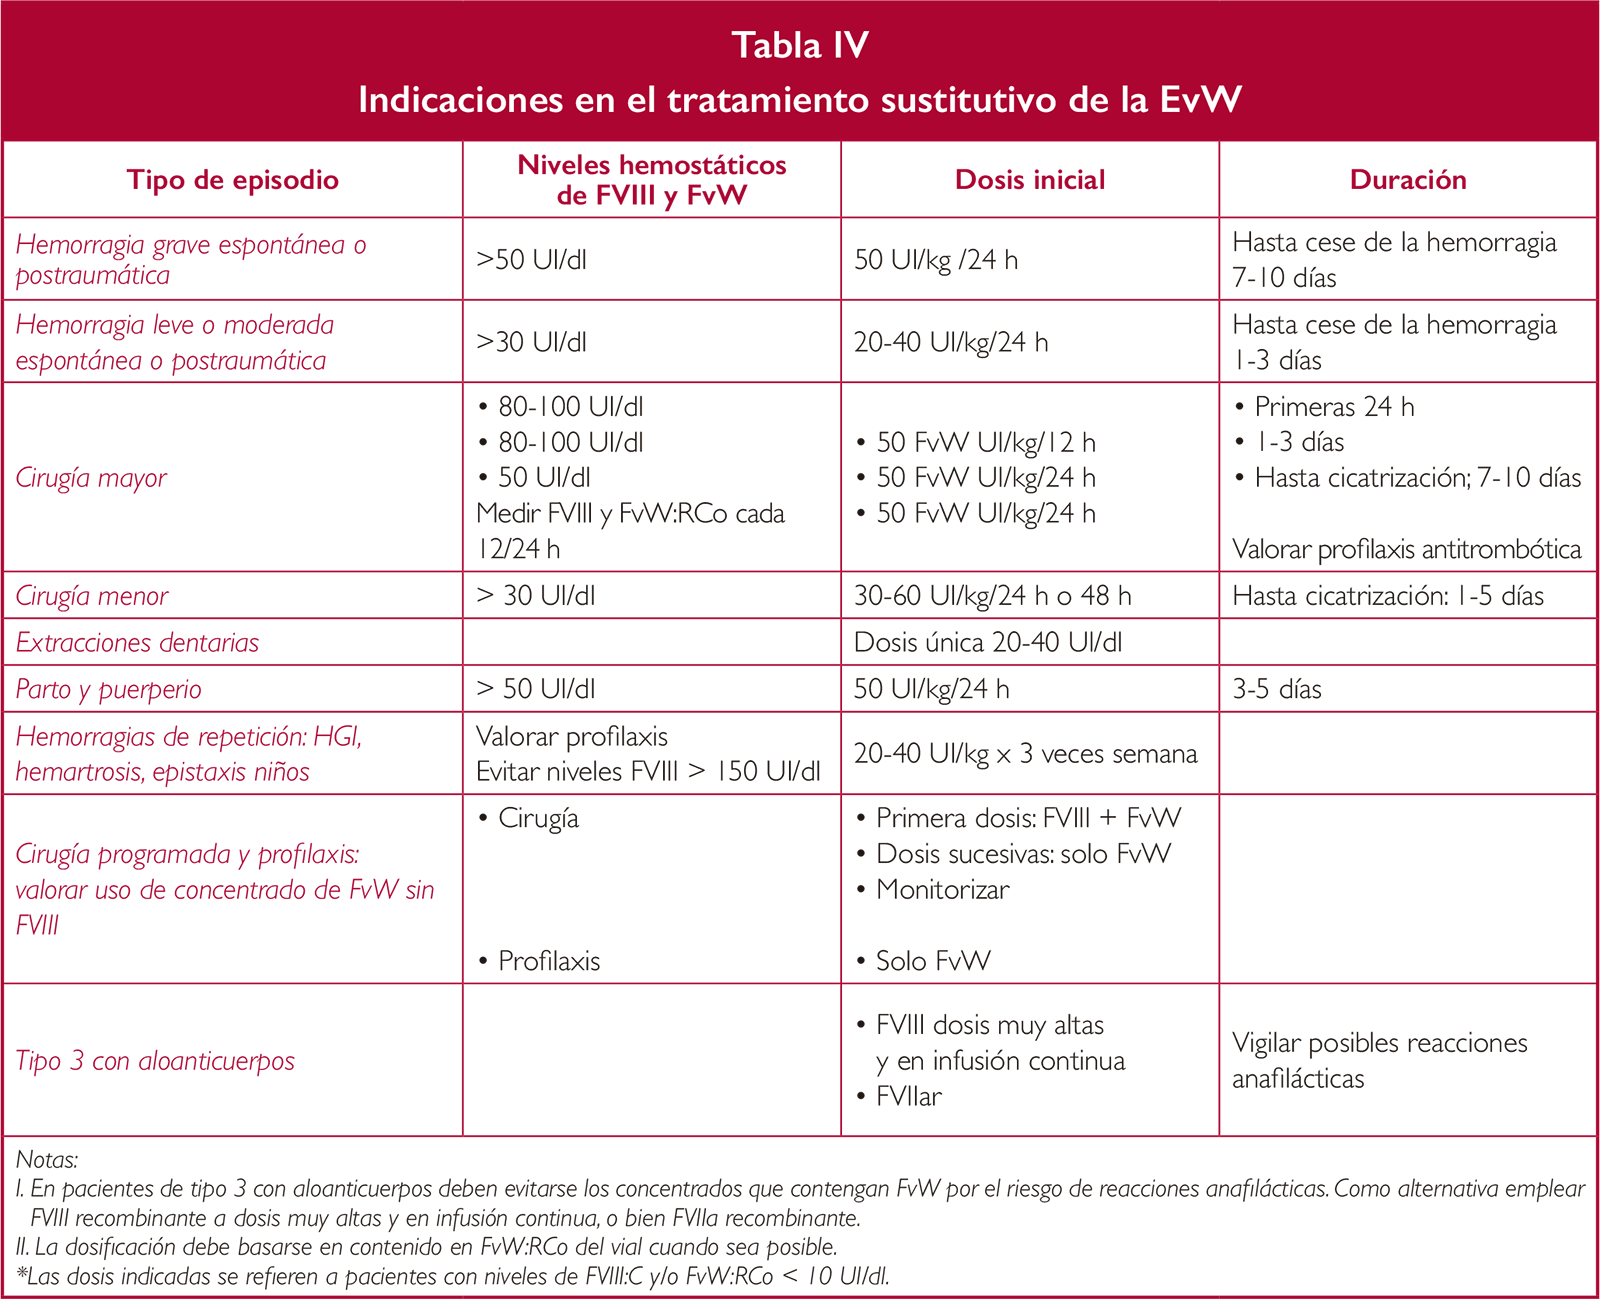 Tabla IV
Indicaciones en el tratamiento sustitutivo de la EvW
Tipo de episodio
Niveles hemostáticos
de FVIII y FvW
Dosis inicial
Duración
Hemorragia grave espontánea o
postraumática
>50 UI/dl
50 UI/kg /24 h
Hasta cese de la hemorragia
7-10 días
Hemorragia leve o moderada
espontánea o postraumática
>30 UI/dl
20-40 UI/kg/24 h
Hasta cese de la hemorragia
1-3 días
Cirugía mayor
• 80-100 UI/dl
• 80-100 UI/dl
• 50 UI/dl
Medir FVIII y FvW:RCo cada
12/24 h
• 50 FvW UI/kg/12 h
• 50 FvW UI/kg/24 h
• 50 FvW UI/kg/24 h
• Primeras 24 h
• 1-3 días
• Hasta cicatrización; 7-10 días
Valorar profilaxis antitrombótica
Cirugía menor
> 30 UI/dl
30-60 UI/kg/24 h o 48 h
Hasta cicatrización: 1-5 días
Extracciones dentarias
Dosis única 20-40 UI/dl
Parto y puerperio
> 50 UI/dl
50 UI/kg/24 h
3-5 días
Hemorragias de repetición: HGI,
hemartrosis, epistaxis niños
Valorar profilaxis
Evitar niveles FVIII > 150 UI/dl
20-40 UI/kg x 3 veces semana
Cirugía programada y profilaxis:
valorar uso de concentrado de FvW sin
FVIII
• Cirugía
• Profilaxis
• Primera dosis: FVIII + FvW
• Dosis sucesivas: solo FvW
• Monitorizar
• Solo FvW
Tipo 3 con aloanticuerpos
• FVIII dosis muy altas
y en infusión continua
• FVIIar
Vigilar posibles reacciones
anafilácticas
Notas:
I. En pacientes de tipo 3 con aloanticuerpos deben evitarse los concentrados que contengan FvW por el riesgo de reacciones anafilácticas. Como alternativa emplear
FVIII recombinante a dosis muy altas y en infusión continua, o bien FVIIa recombinante.
II. La dosificación debe basarse en contenido en FvW:RCo del vial cuando sea posible.
*Las dosis indicadas se refieren a pacientes con niveles de FVIII:C y/o FvW:RCo < 10 UI/dl.